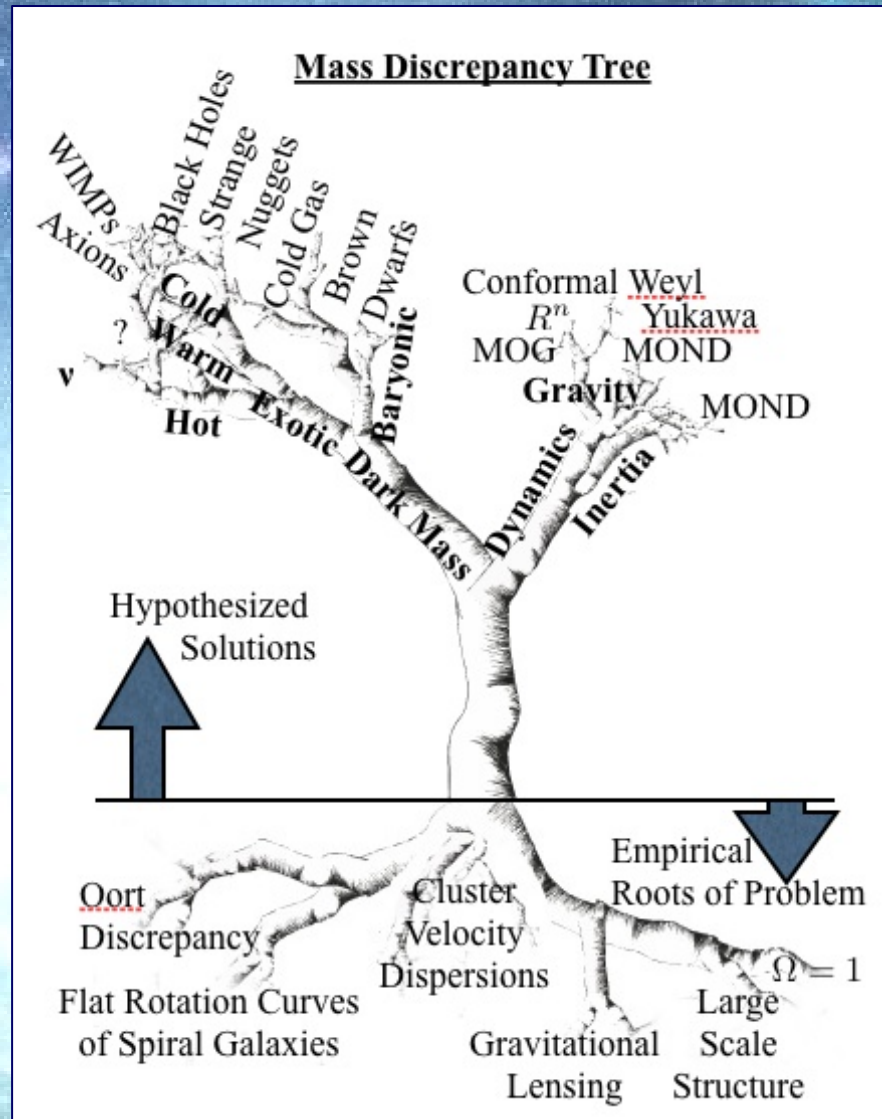 Mass Discrepancy Tree
WIMPs
Axions
Black Holes
Strange
Nuggets
Cold Gas
Brown
Dwarfs
?
ν
Cold
Warm
Hot
Exotic
Baryonic
Dark Mass
Conformal Weyl
Rⁿ
Yukawa
MOG
MOND
Gravity
MOND
Dynamics
Inertia
Hypothesized
Solutions
Empirical
Roots of Problem
Oort
Discrepancy
Flat Rotation Curves
of Spiral Galaxies
Cluster
Velocity
Dispersions
Gravitational
Lensing
Ω = 1
Large
Scale
Structure